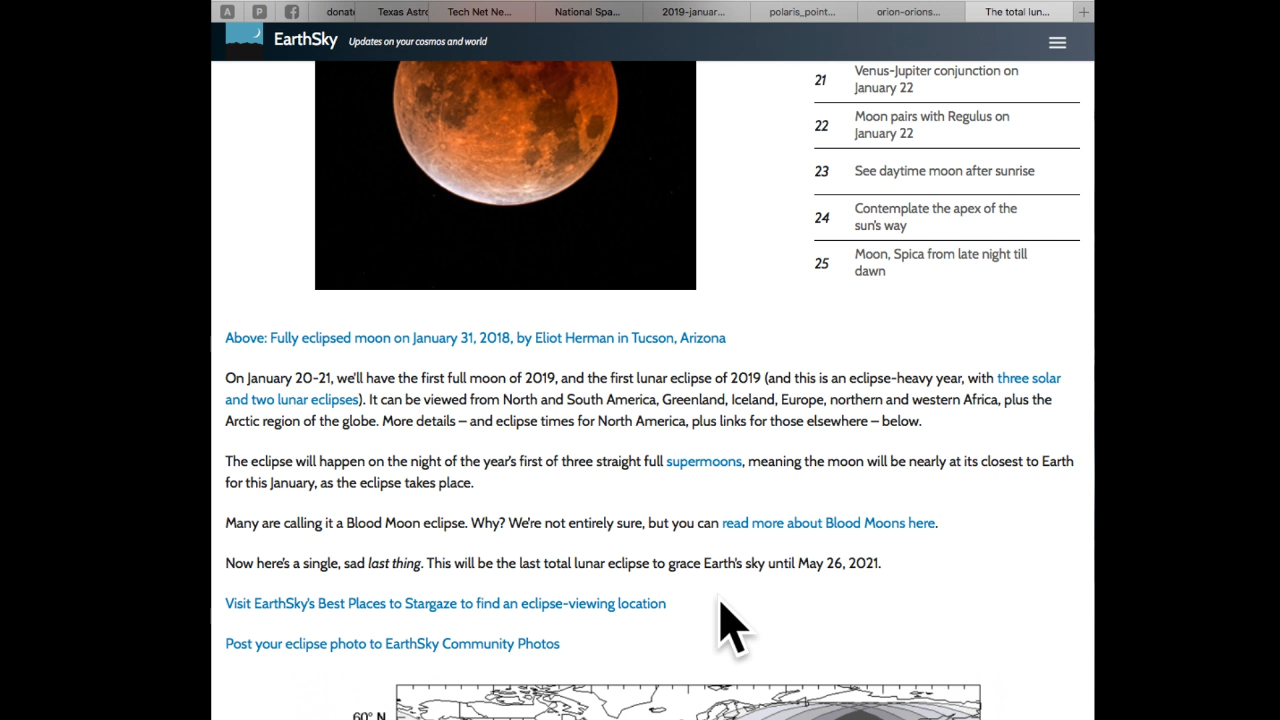 donate
Texas Astro
Tech Net Ne...
National Spa...
2019-januar...
polaris_point...
orion-orions...
The total lun...
EarthSky Updates on your cosmos and world
21 Venus-Jupiter conjunction on
January 22
22 Moon pairs with Regulus on
January 22
23 See daytime moon after sunrise
24 Contemplate the apex of the
sun's way
25 Moon, Spica from late night till
dawn
Above: Fully eclipsed moon on January 31, 2018, by Eliot Herman in Tucson, Arizona
On January 20-21, we'll have the first full moon of 2019, and the first lunar eclipse of 2019 (and this is an eclipse-heavy year, with three solar
and two lunar eclipses). It can be viewed from North and South America, Greenland, Iceland, Europe, northern and western Africa, plus the
Arctic region of the globe. More details – and eclipse times for North America, plus links for those elsewhere – below.
The eclipse will happen on the night of the year's first of three straight full supermoons, meaning the moon will be nearly at its closest to Earth
for this January, as the eclipse takes place.
Many are calling it a Blood Moon eclipse. Why? We're not entirely sure, but you can read more about Blood Moons here.
Now here's a single, sad last thing. This will be the last total lunar eclipse to grace Earth's sky until May 26, 2021.
Visit EarthSky's Best Places to Stargaze to find an eclipse-viewing location
Post your eclipse photo to EarthSky Community Photos
60° N